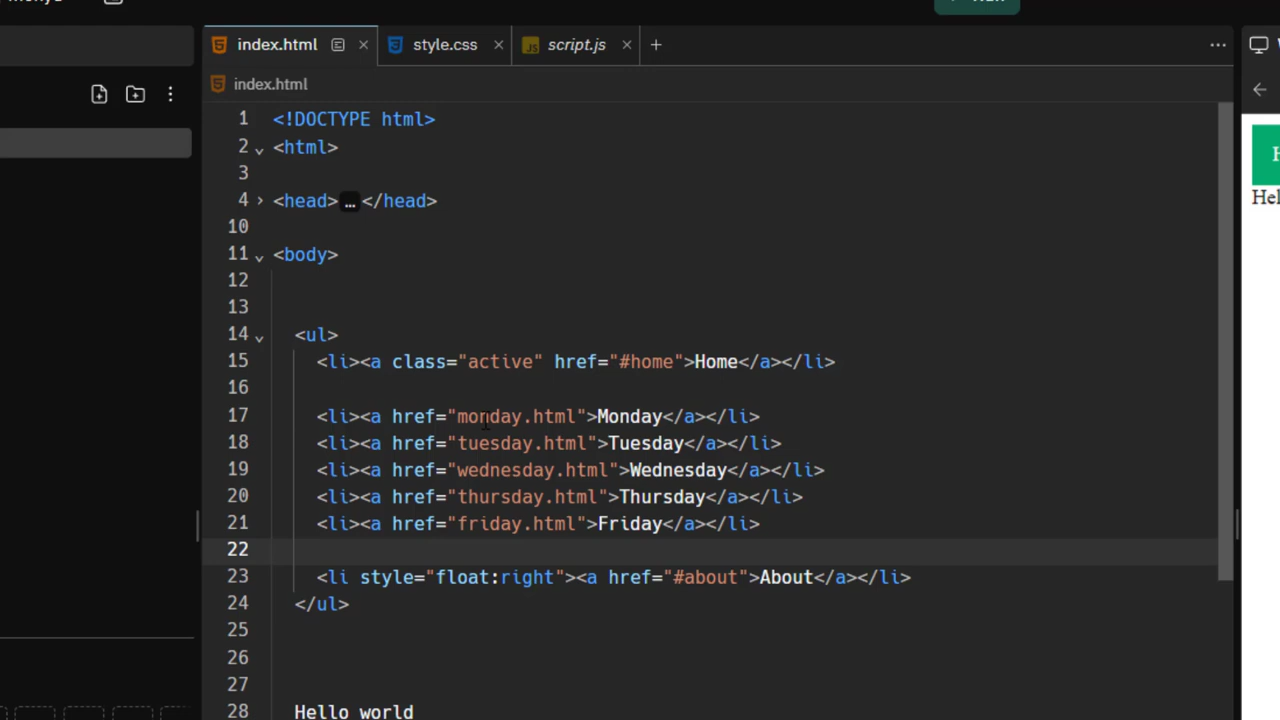 index.html
style.css
script.js
index.html
1 <!DOCTYPE html>
2 <html>
3
4 <head>…</head>
10
11 <body>
12
13
14 <ul>
15 <li><a class="active" href="#home">Home</a></li>
16
17 <li><a href="monday.html">Monday</a></li>
18 <li><a href="tuesday.html">Tuesday</a></li>
19 <li><a href="wednesday.html">Wednesday</a></li>
20 <li><a href="thursday.html">Thursday</a></li>
21 <li><a href="friday.html">Friday</a></li>
22
23 <li style="float:right"><a href="#about">About</a></li>
24 </ul>
25
26
27
28 Hello world